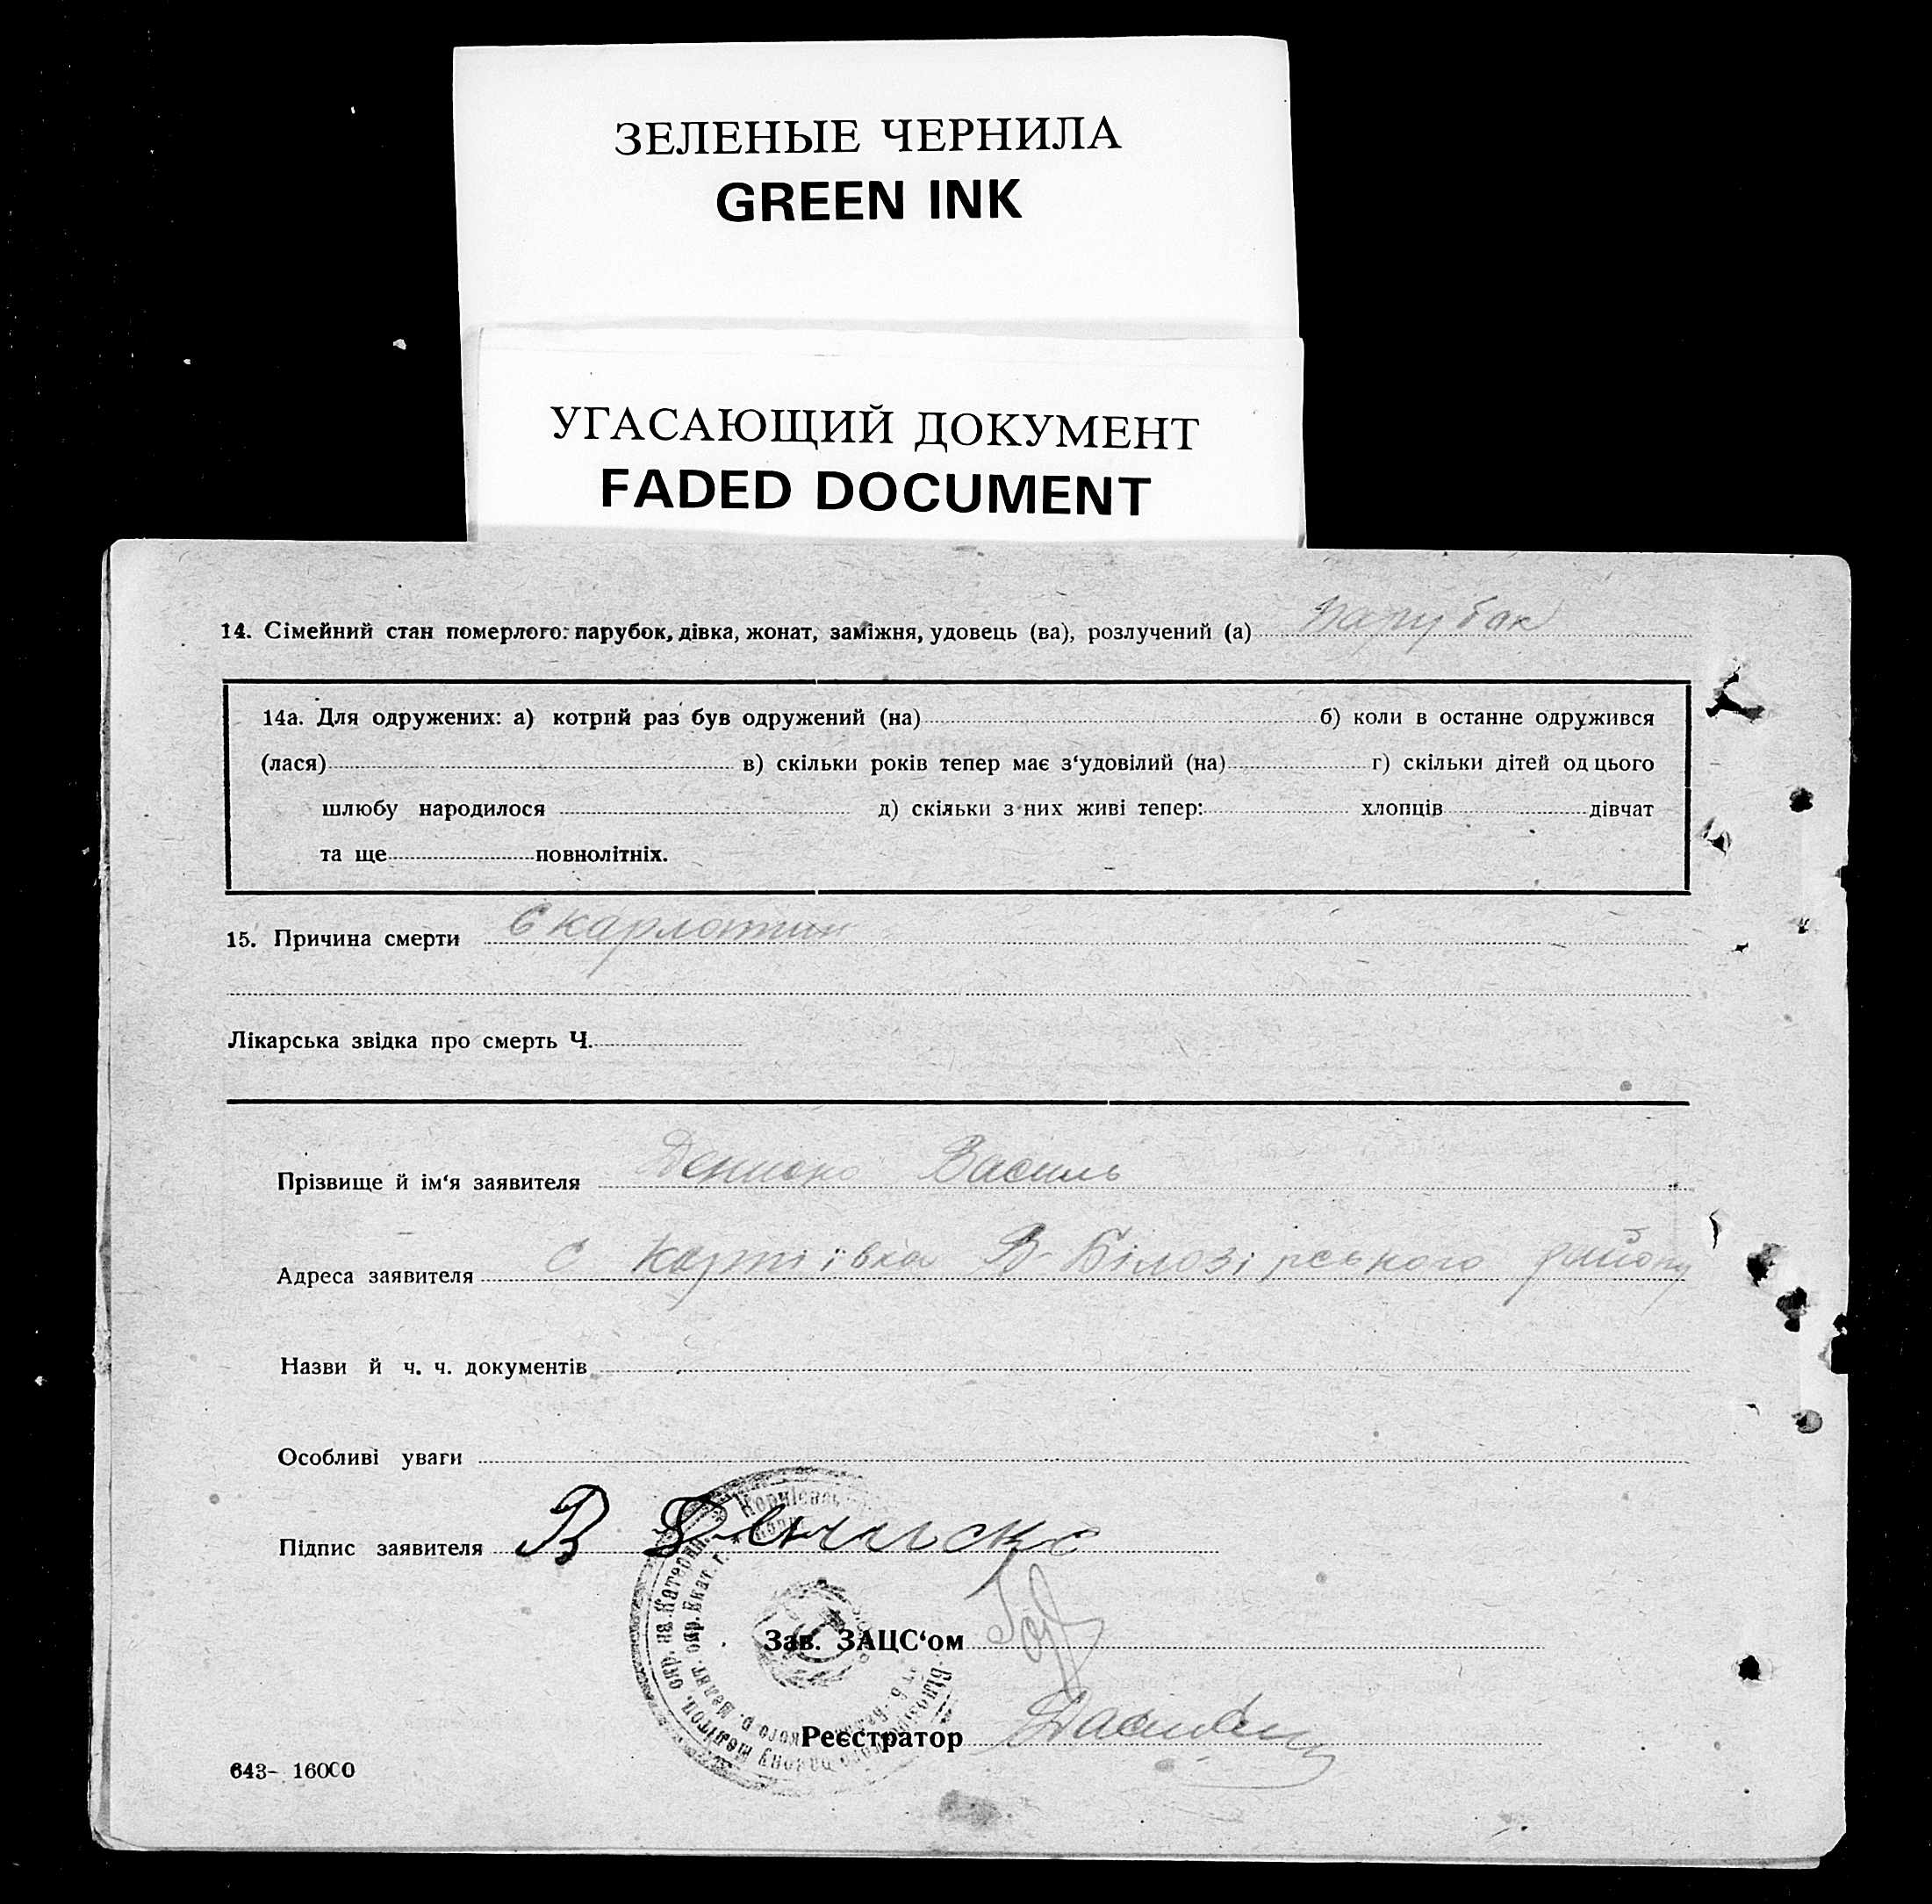 ЗЕЛЕНЫЕ ЧЕРНИЛА
GREEN INK
УГАСАЮЩИЙ ДОКУМЕНТ
FADED DOCUMENT
14. Сімейний стан померлого: парубок, дівка, жонат, заміжня, удовець (ва), розлучений (а) парубок
14а. Для одружених: а) котрий раз був одружений (на) б) коли в останне одружився
(лася) в) скільки років тепер має з‘удовілий (на) г) скільки дітей од цього
шлюбу народилося д) скільки з них живі тепер: хлопців дівчат
та ще повнолітніх.
15. Причина смерти Скарлотин
Лікарська звідка про смерть Ч.
Прізвище й ім‘я заявителя Дениско Василь
Адреса заявителя с В-Білозірського району
Назви й ч. ч. документів
Особливі уваги
Підпис заявителя В Дениско
Зав. ЗАЦС‘ом
Реєстратор
643- 16000